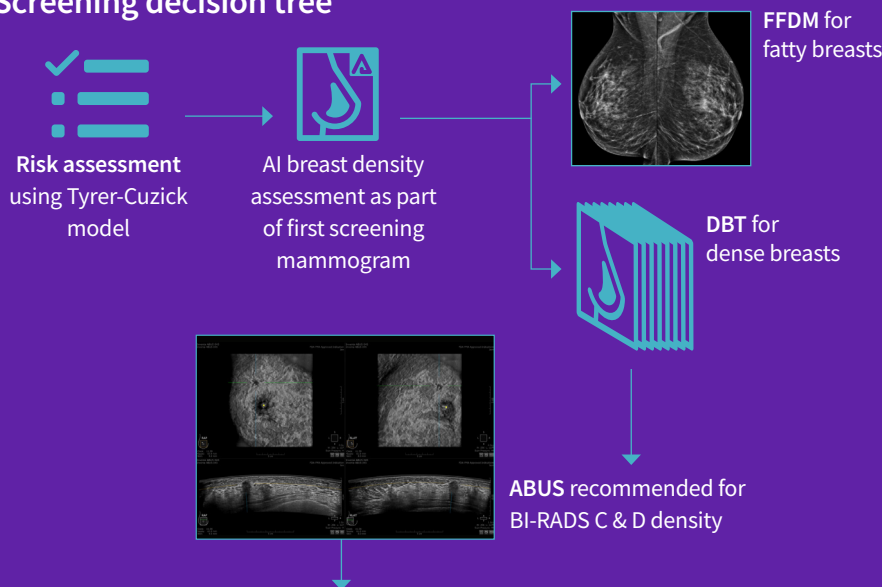 Screening decision tree
FFDM for
fatty breasts
Risk assessment
using Tyrer-Cuzick
model
AI breast density
assessment as part
of first screening
mammogram
DBT for
dense breasts
ABUS recommended for
BI-RADS C & D density